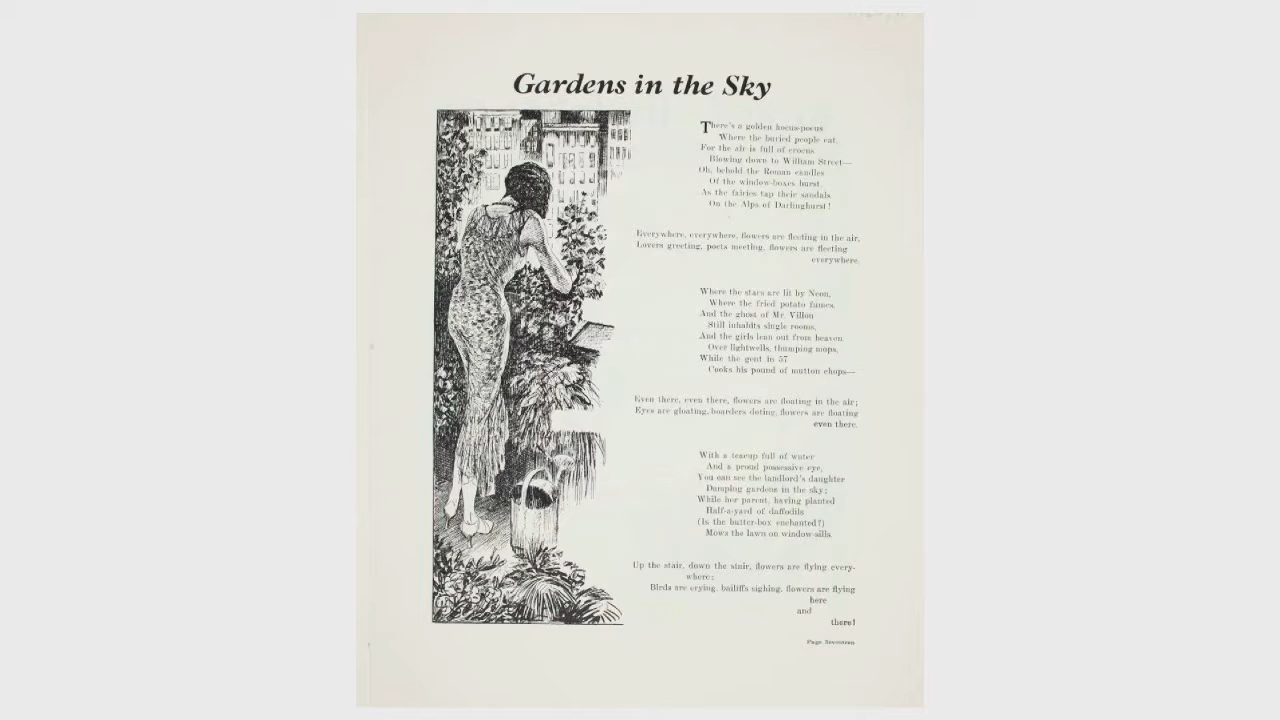 Gardens in the Sky
There's a golden hocus-pocus
Where the buried people eat,
For the air is full of crocus
Blowing down to William Street—
Oh, behold the Roman candles
Of the window-boxes burst,
As the fairies tap their sandals
On the Alps of Darlinghurst!
Everywhere, everywhere, flowers are fleeting in the air,
Lovers greeting, poets meeting, flowers are fleeting
everywhere.
Where the stars are lit by Neon,
Where the fried potato fumes,
And the ghost of Mr. Villon
Still inhabits single rooms,
And the girls lean out from heaven
Over lightwells, thumping mops,
While the gent in 57
Cooks his pound of mutton chops—
Even there, even there, flowers are floating in the air;
Eyes are gloating, boarders doting, flowers are floating
even there.
With a teacup full of water
And a proud possessive eye,
You can see the landlord's daughter
Damping gardens in the sky;
While her parent, having planted
Half-a-yard of daffodils
(Is the butter-box enchanted?)
Mows the lawn on window-sills.
Up the stair, down the stair, flowers are flying every-
where;
Birds are crying, bailiffs sighing, flowers are flying
here
and
there!
Page Seventeen